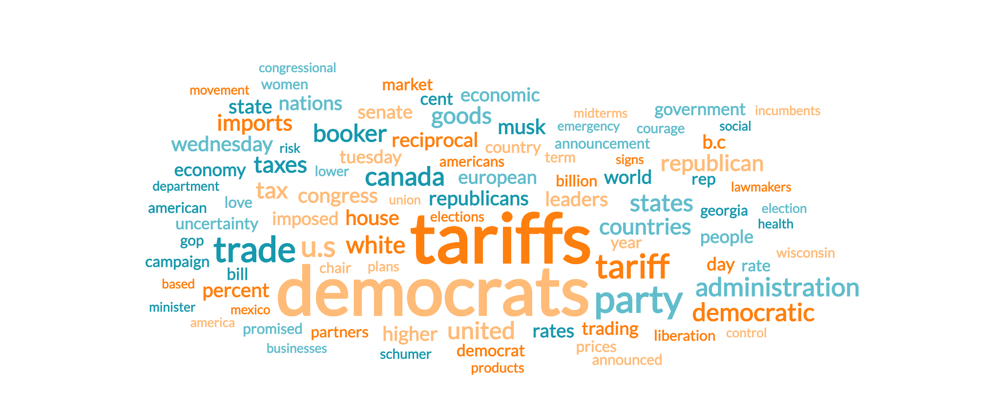 congressional
movement
women
market
cent
economic
state
nations
senate
goods
midterms
government
incumbents
imports
booker
reciprocal
musk
emergency
courage
social
wednesday
risk
tuesday
country
announcement
b.c
economy
taxes
lower
americans
term
signs
republican
department
canada
european
billion
world
rep
lawmakers
american
love
tax
congress
union
republicans
leaders
states
georgia
election
uncertainty
imposed
house
elections
countries
health
gop
trade
u.s
white
tariffs
year
people
wisconsin
campaign
bill
chair
plans
tariff
day
rate
based
percent
democrats
party
administration
minister
mexico
democratic
america
promised
partners
higher
united
rates
trading
liberation
control
businesses
schumer
democrat
prices
announced
products